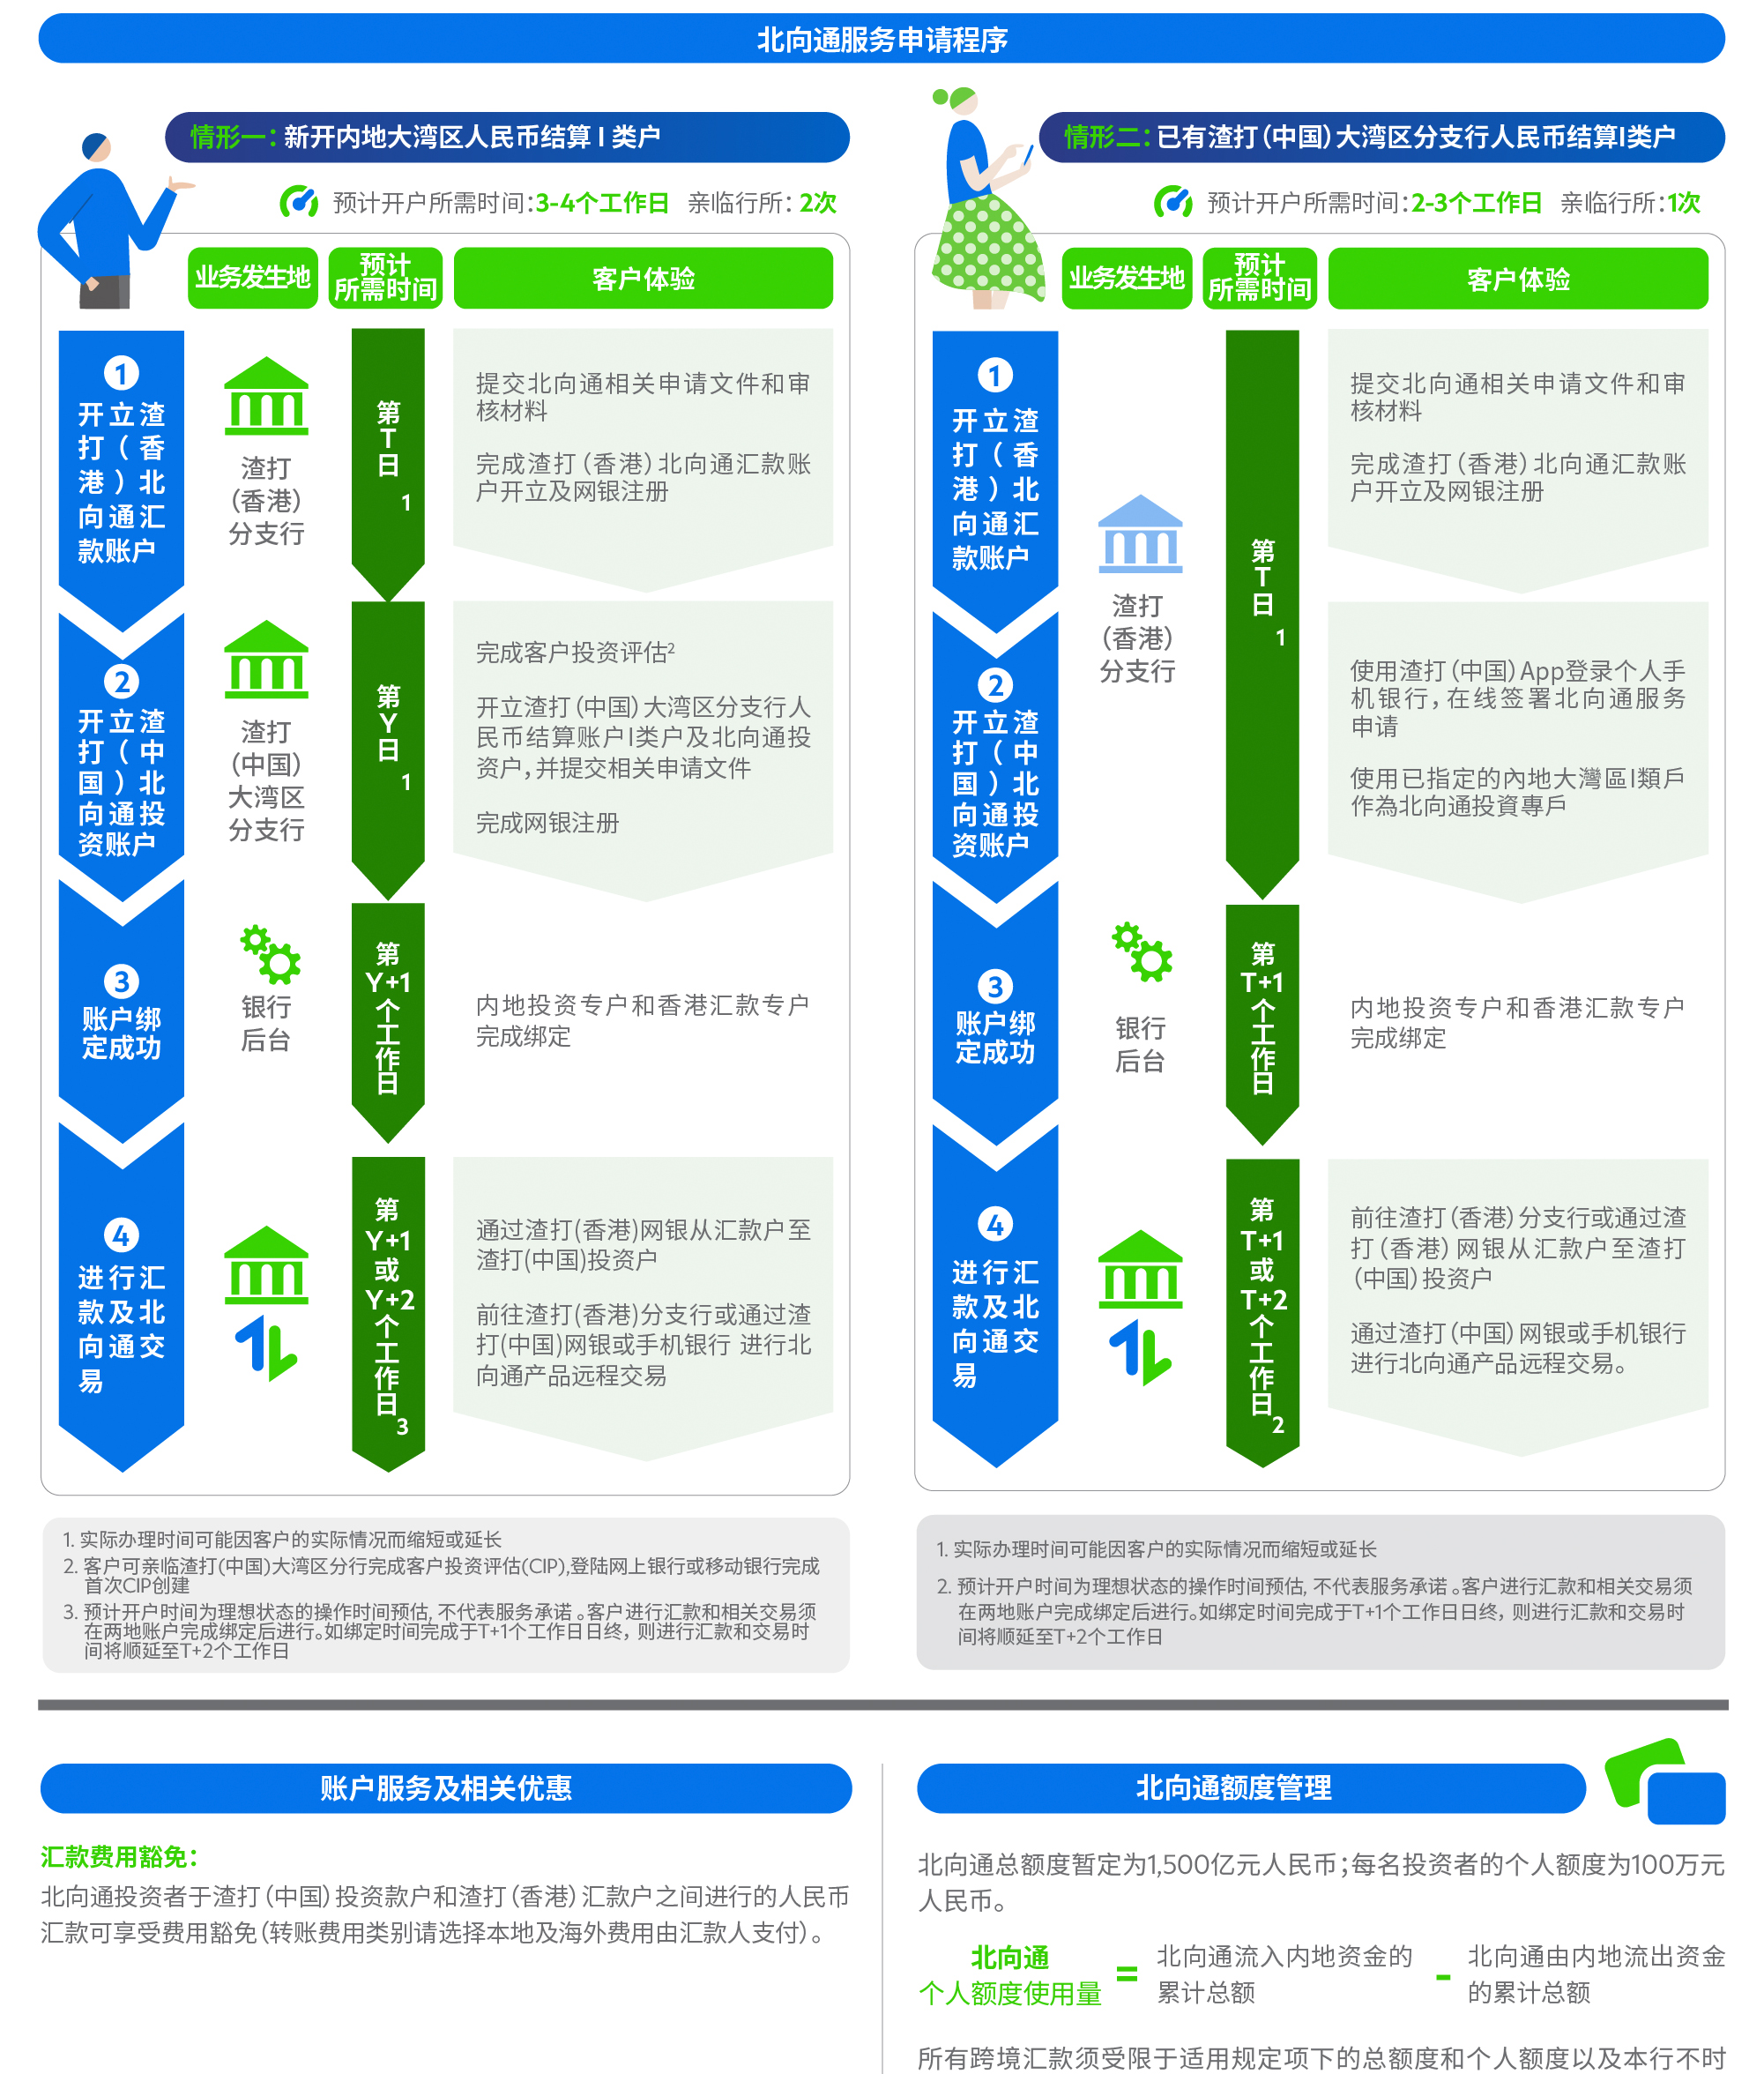 北向通服务申请程序
情形一：新开内地大湾区人民币结算 I 类户
预计开户所需时间：3-4个工作日 亲临行所：2次
业务发生地
预计
所需时间
客户体验
1
开立渣
打（香
港）北
向通汇
款账户
渣打
（香港）
分支行
第
T
日
1
提交北向通相关申请文件和审
核材料
完成渣打（香港）北向通汇款账
户开立及网银注册
2
开立渣
打（中
国）北
向通投
资账户
渣打
（中国）
大湾区
分支行
第
Y
日
1
完成客户投资评估2
开立渣打（中国）大湾区分支行人
民币结算账户I类户及北向通投
资户，并提交相关申请文件
完成网银注册
3
账户绑
定成功
银行
后台
第
Y+1
个
工
作
日
内地投资专户和香港汇款专户
完成绑定
4
进行汇
款及北
向通交
易
第
Y+1
或
Y+2
个
工
作
日
3
通过渣打(香港)网银从汇款户至
渣打(中国)投资户
前往渣打(香港)分支行或通过渣
打(中国)网银或手机银行 进行北
向通产品远程交易
1. 实际办理时间可能因客户的实际情况而缩短或延长
2. 客户可亲临渣打(中国)大湾区分行完成客户投资评估(CIP),登陆网上银行或移动银行完成
首次CIP创建
3. 预计开户时间为理想状态的操作时间预估, 不代表服务承诺 。客户进行汇款和相关交易须
在两地账户完成绑定后进行。如绑定时间完成于T+1个工作日日终， 则进行汇款和交易时
间将顺延至T+2个工作日
情形二：已有渣打（中国）大湾区分支行人民币结算I类户
预计开户所需时间：2-3个工作日 亲临行所：1次
业务发生地
预计
所需时间
客户体验
1
开立渣
打（香
港）北
向通汇
款账户
渣打
（香港）
分支行
第
T
日
1
提交北向通相关申请文件和审
核材料
完成渣打（香港）北向通汇款账
户开立及网银注册
2
开立渣
打（中
国）北
向通投
资账户
使用渣打（中国）App登录个人手
机银行，在线签署北向通服务
申请
使用已指定的內地大灣區I類戶
作為北向通投資專戶
3
账户绑
定成功
银行
后台
第
T+1
个
工
作
日
内地投资专户和香港汇款专户
完成绑定
4
进行汇
款及北
向通交
易
第
T+1
或
T+2
个
工
作
日
2
前往渣打（香港）分支行或通过渣
打（香港）网银从汇款户至渣打
（中国）投资户
通过渣打（中国）网银或手机银行
进行北向通产品远程交易。
1. 实际办理时间可能因客户的实际情况而缩短或延长
2. 预计开户时间为理想状态的操作时间预估, 不代表服务承诺 。客户进行汇款和相关交易须
在两地账户完成绑定后进行。如绑定时间完成于T+1个工作日日终， 则进行汇款和交易时
间将顺延至T+2个工作日
账户服务及相关优惠
汇款费用豁免：
北向通投资者于渣打（中国）投资款户和渣打（香港）汇款户之间进行的人民币
汇款可享受费用豁免（转账费用类别请选择本地及海外费用由汇款人支付）。
北向通额度管理
北向通总额度暂定为1,500亿元人民币；每名投资者的个人额度为100万元
人民币。
北向通
个人额度使用量
=
北向通流入内地资金的
累计总额
-
北向通由内地流出资金
的累计总额
所有跨境汇款须受限于适用规定项下的总额度和个人额度以及本行不时